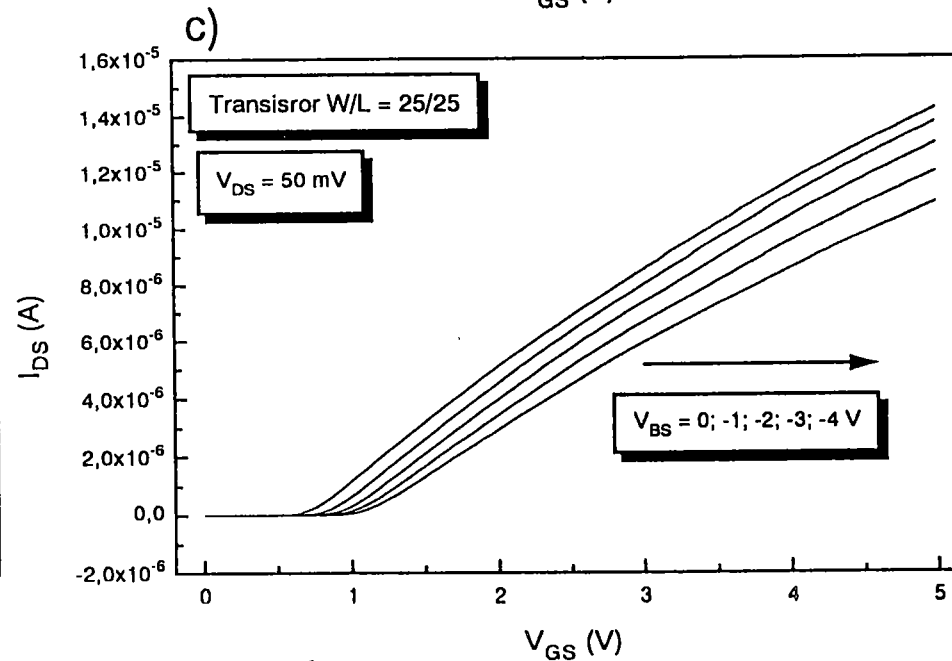 GS
c)
1,6x10⁻⁵
Transisror W/L = 25/25
1,4x10⁻⁵
V_DS = 50 mV
1,2x10⁻⁵
1,0x10⁻⁵
8,0x10⁻⁶
I_DS (A)
6,0x10⁻⁶
4,0x10⁻⁶
V_BS = 0; -1; -2; -3; -4 V
2,0x10⁻⁶
0,0
-2,0x10⁻⁶
0 1 2 3 4 5
V_GS (V)